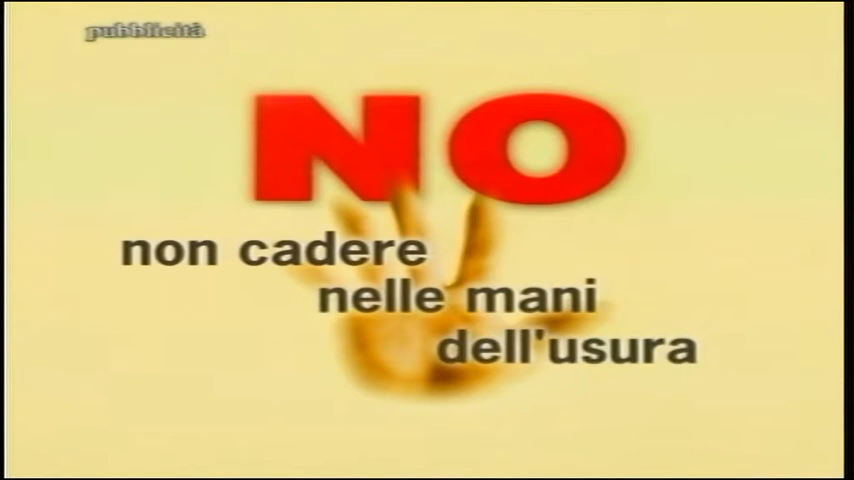 pubblicità
NO
non cadere
nelle mani
dell'usura